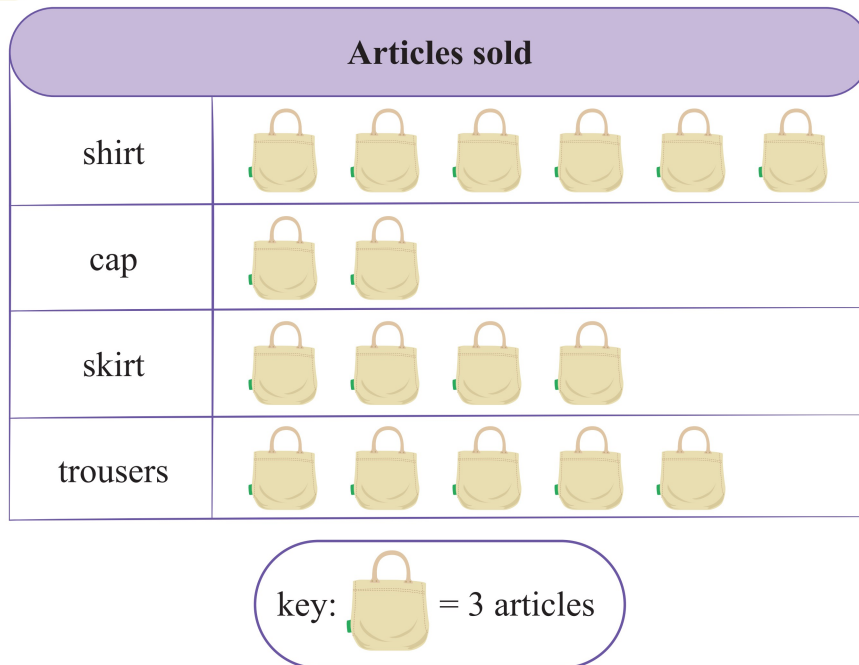 Articles sold
shirt
cap
skirt
trousers
key: = 3 articles